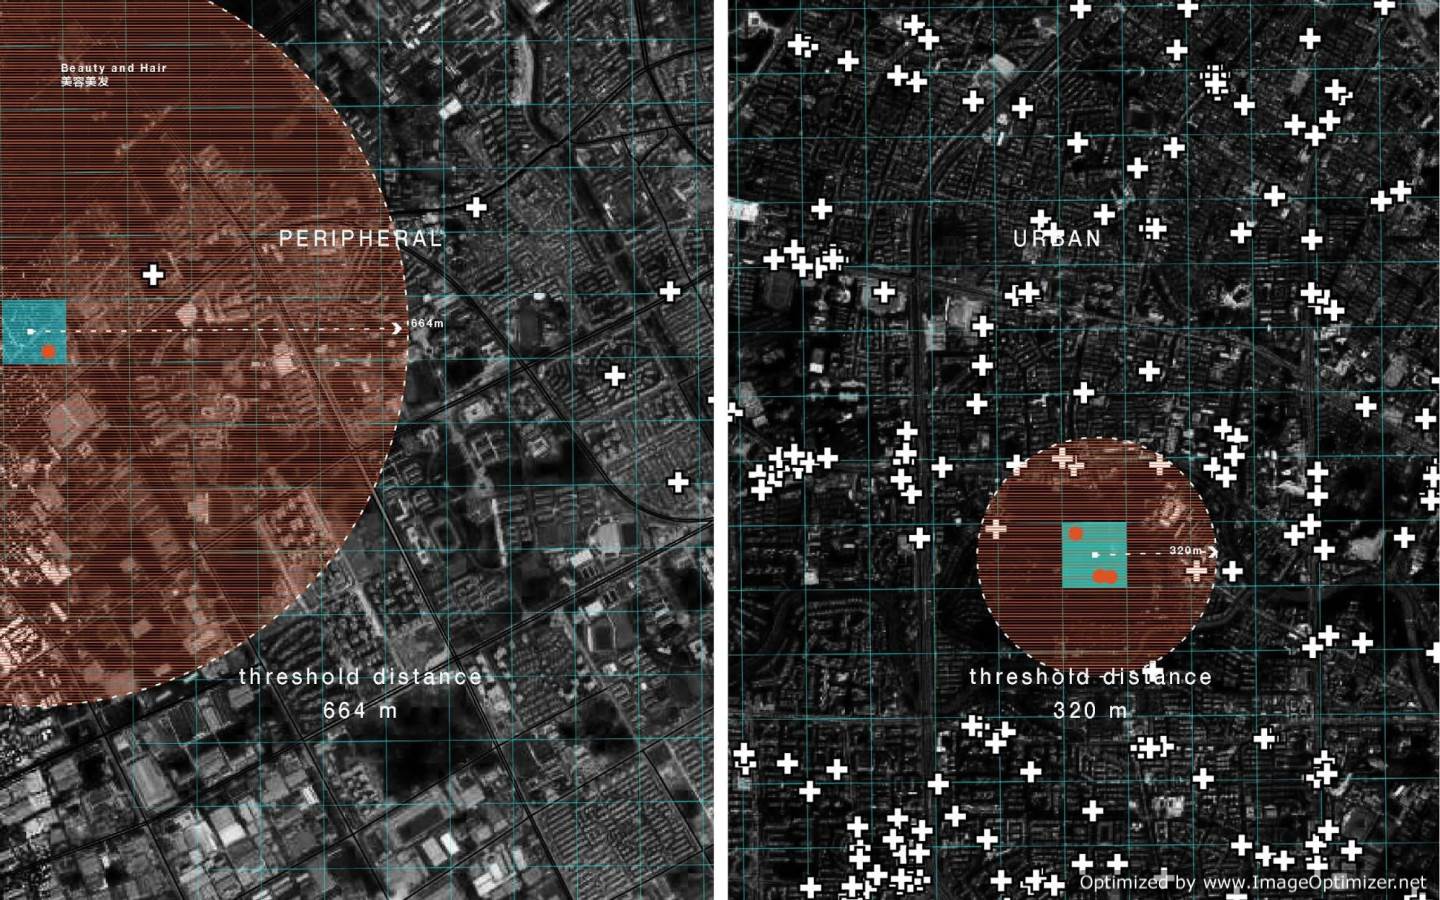 Beauty and Hair
美容美发
PERIPHERAL
664m
threshold distance
664 m
URBAN
320m
threshold distance
320 m
Optimized by www.ImageOptimizer.net